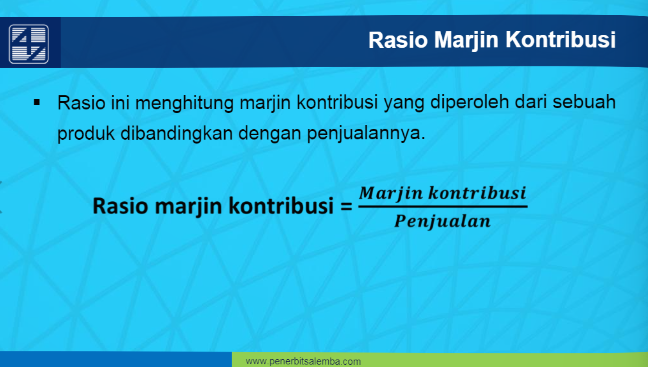 Rasio Marjin Kontribusi
▪ Rasio ini menghitung marjin kontribusi yang diperoleh dari sebuah
produk dibandingkan dengan penjualannya.
Rasio marjin kontribusi = Marjin kontribusi / Penjualan
www.penerbitsalemba.com